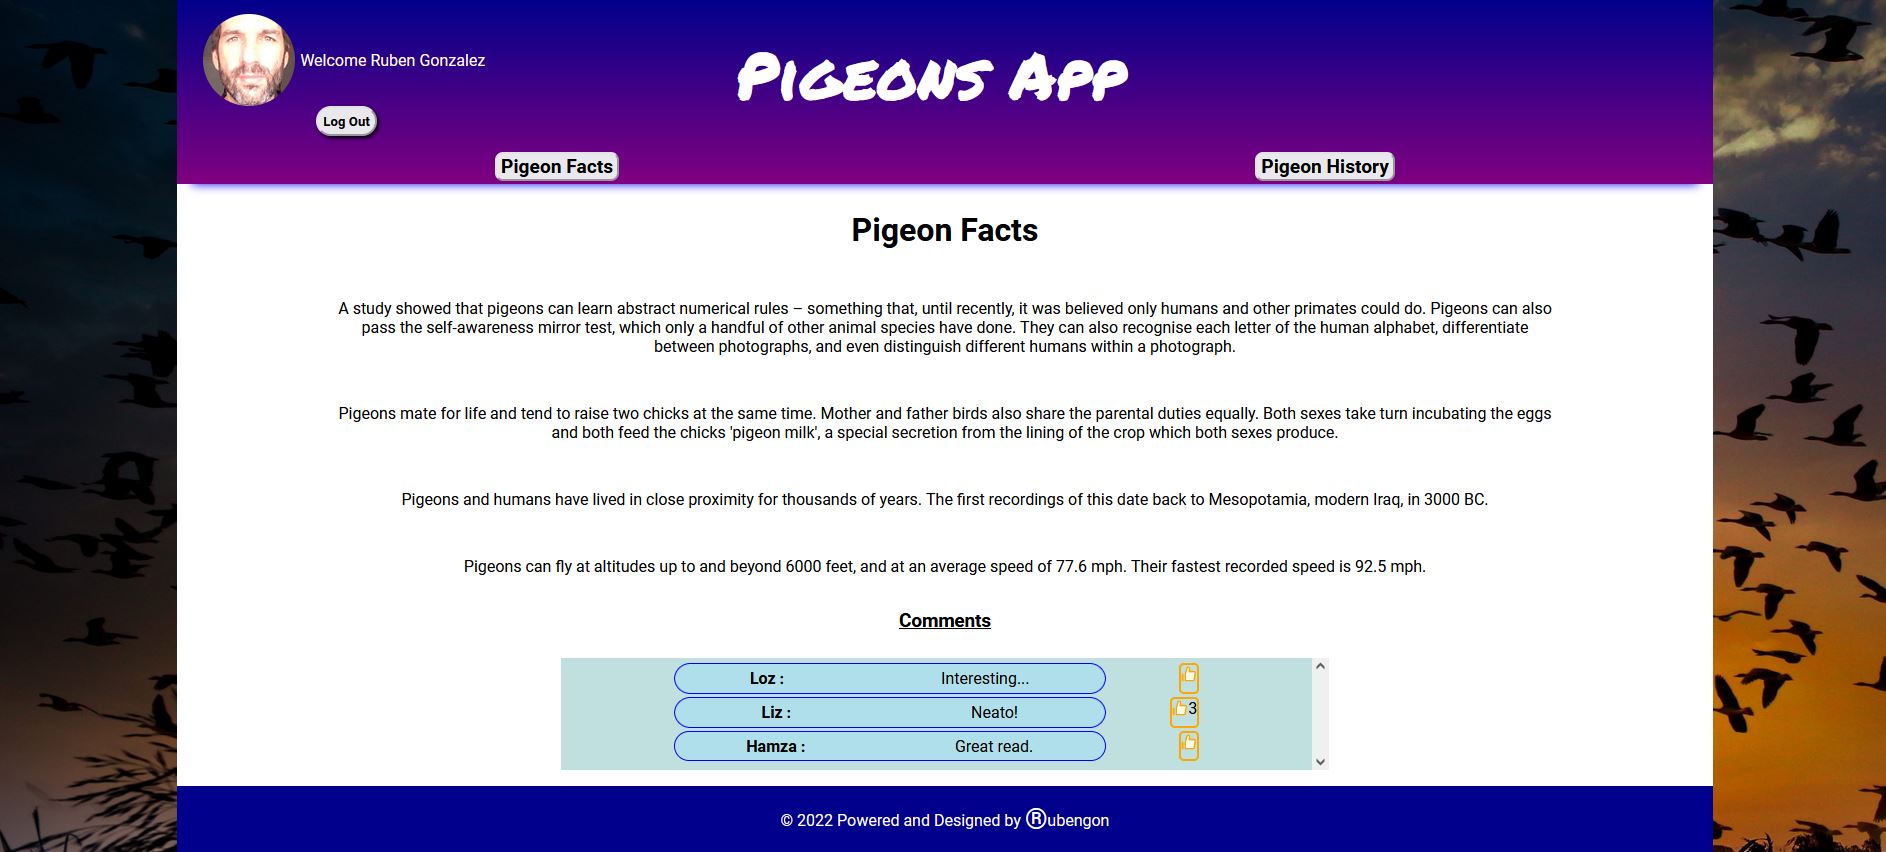 Welcome Ruben Gonzalez
Pigeons App
Log Out
Pigeon Facts
Pigeon History
Pigeon Facts
A study showed that pigeons can learn abstract numerical rules – something that, until recently, it was believed only humans and other primates could do. Pigeons can also
pass the self-awareness mirror test, which only a handful of other animal species have done. They can also recognise each letter of the human alphabet, differentiate
between photographs, and even distinguish different humans within a photograph.
Pigeons mate for life and tend to raise two chicks at the same time. Mother and father birds also share the parental duties equally. Both sexes take turn incubating the eggs
and both feed the chicks 'pigeon milk', a special secretion from the lining of the crop which both sexes produce.
Pigeons and humans have lived in close proximity for thousands of years. The first recordings of this date back to Mesopotamia, modern Iraq, in 3000 BC.
Pigeons can fly at altitudes up to and beyond 6000 feet, and at an average speed of 77.6 mph. Their fastest recorded speed is 92.5 mph.
Comments
Loz : Interesting...
Liz : Neato! 3
Hamza : Great read.
© 2022 Powered and Designed by Ⓡubengon